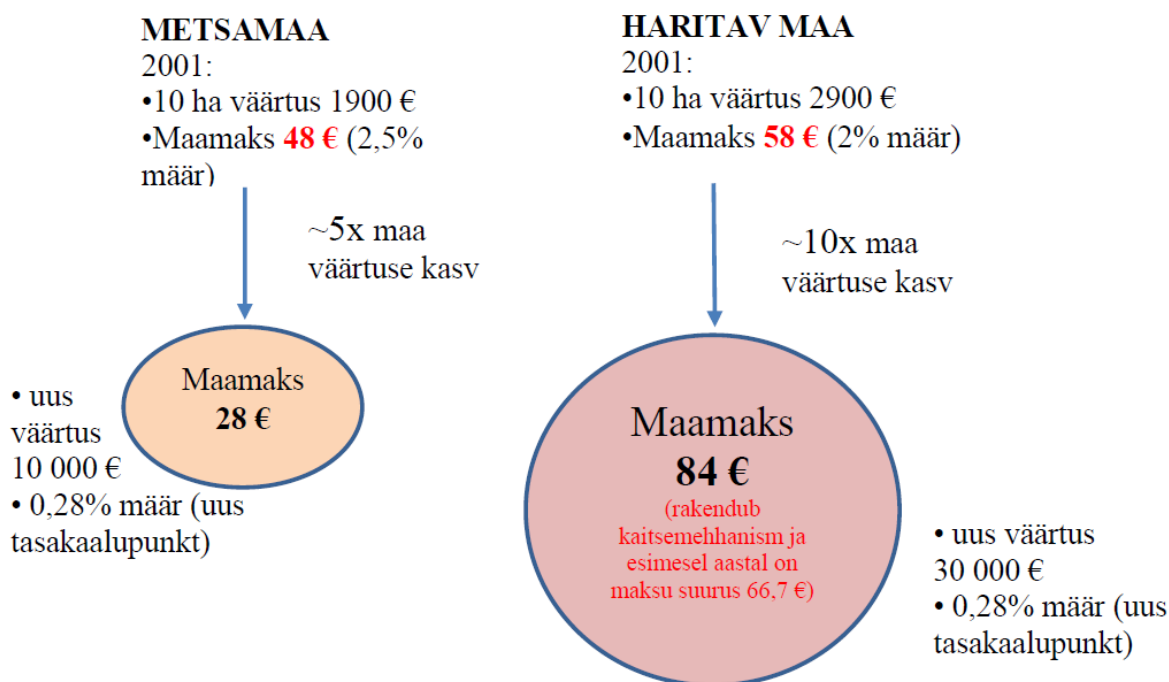 METSAMAA
2001:
•10 ha väärtus 1900 €
•Maamaks 48 € (2,5%
määr)
~5x maa
väärtuse kasv
Maamaks
28 €
• uus
väärtus
10 000 €
• 0,28% määr (uus
tasakaalupunkt)
HARITAV MAA
2001:
•10 ha väärtus 2900 €
•Maamaks 58 € (2% määr)
~10x maa
väärtuse kasv
Maamaks
84 €
(rakendub
kaitsemehhanism ja
esimesel aastal on
maksu suurus 66,7 €)
• uus väärtus
30 000 €
• 0,28% määr (uus
tasakaalupunkt)